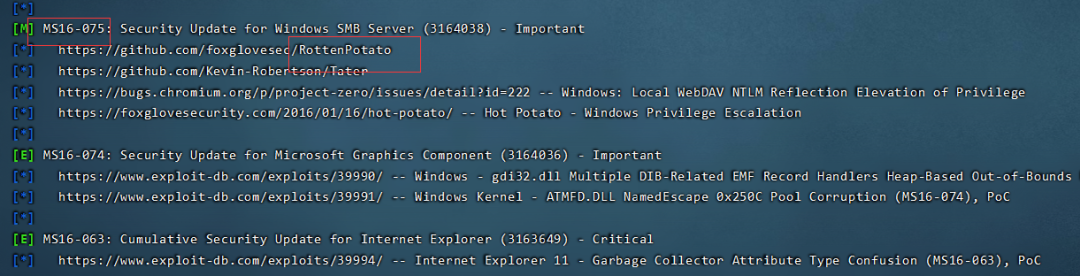 [*]
[M] MS16-075: Security Update for Windows SMB Server (3164038) - Important
[*] https://github.com/foxglovesec/RottenPotato
[*] https://github.com/Kevin-Robertson/Tater
[*] https://bugs.chromium.org/p/project-zero/issues/detail?id=222 -- Windows: Local WebDAV NTLM Reflection Elevation of Privilege
[*] https://foxglovesecurity.com/2016/01/16/hot-potato/ -- Hot Potato - Windows Privilege Escalation
[*]
[E] MS16-074: Security Update for Microsoft Graphics Component (3164036) - Important
[*] https://www.exploit-db.com/exploits/39990/ -- Windows - gdi32.dll Multiple DIB-Related EMF Record Handlers Heap-Based Out-of-Bounds
[*] https://www.exploit-db.com/exploits/39991/ -- Windows Kernel - ATMFD.DLL NamedEscape 0x250C Pool Corruption (MS16-074), PoC
[*]
[E] MS16-063: Cumulative Security Update for Internet Explorer (3163649) - Critical
[*] https://www.exploit-db.com/exploits/39994/ -- Internet Explorer 11 - Garbage Collector Attribute Type Confusion (MS16-063), PoC